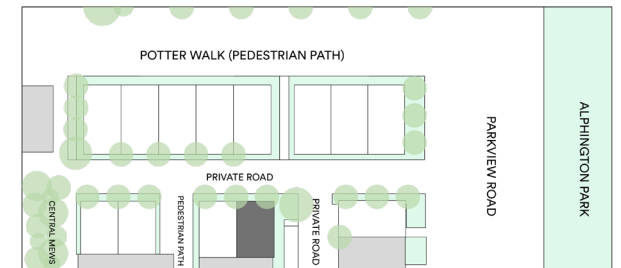 POTTER WALK (PEDESTRIAN PATH)
PARKVIEW ROAD
ALPHINGTON PARK
PRIVATE ROAD
CENTRAL MEWS
PEDESTRIAN PATH
PRIVATE ROAD